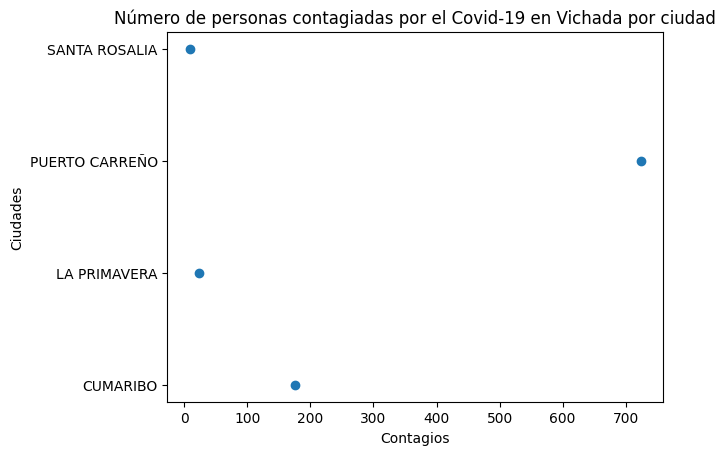 Número de personas contagiadas por el Covid-19 en Vichada por ciudad
SANTA ROSALIA
PUERTO CARREÑO
LA PRIMAVERA
CUMARIBO
Ciudades
0 100 200 300 400 500 600 700
Contagios